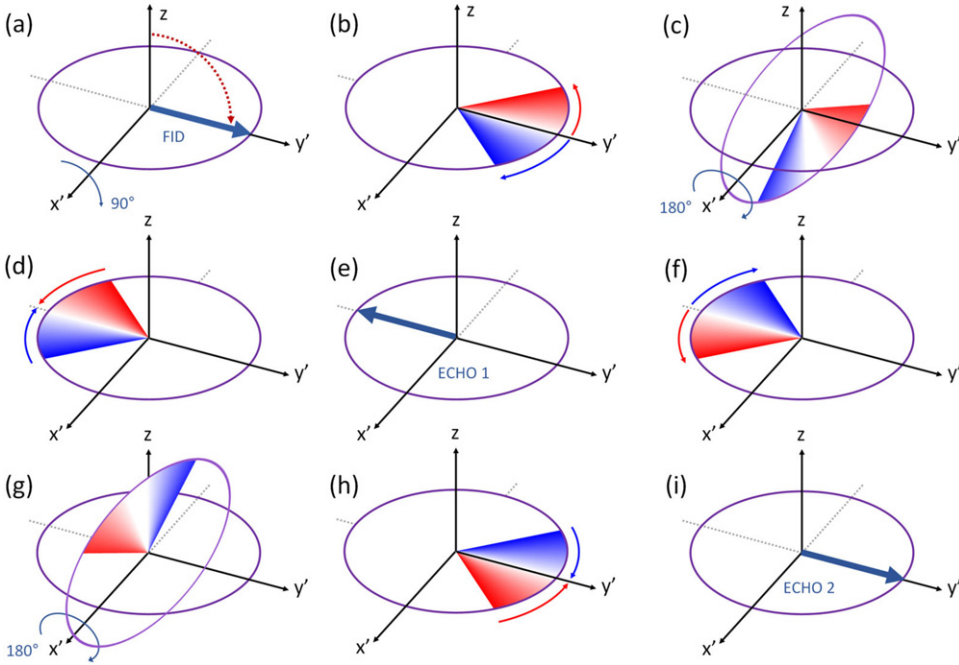 (a)
z
FID
y’
x’
90°
(b)
z
y’
x’
(c)
z
y’
x’
180°
(d)
z
y’
x’
(e)
z
ECHO 1
y’
x’
(f)
z
y’
x’
(g)
z
y’
x’
180°
(h)
z
y’
x’
(i)
z
ECHO 2
y’
x’